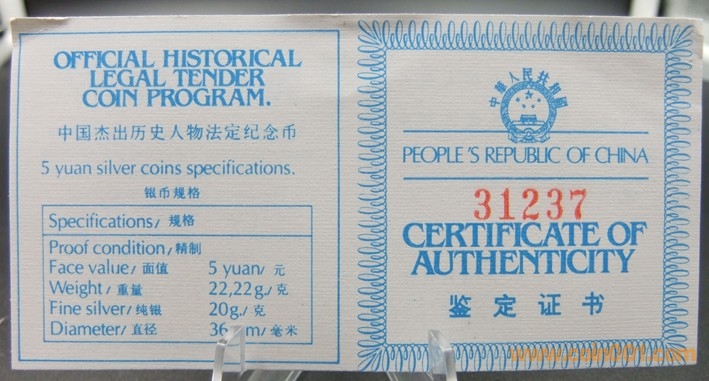 OFFICIAL HISTORICAL
LEGAL TENDER
COIN PROGRAM.
中国杰出历史人物法定纪念币
5 yuan silver coins specifications.
银币规格
Specifications/ 规格
Proof condition/精制
Face value/ 面值 5 yuan/ 元
Weight/ 重量 22,22g./ 克
Fine silver/ 纯银 20g./ 克
Diameter/ 直径 36 m/ 毫米
中华人民共和国
PEOPLE'S REPUBLIC OF CHINA
31237
CERTIFICATE OF
AUTHENTICITY
鉴定证书